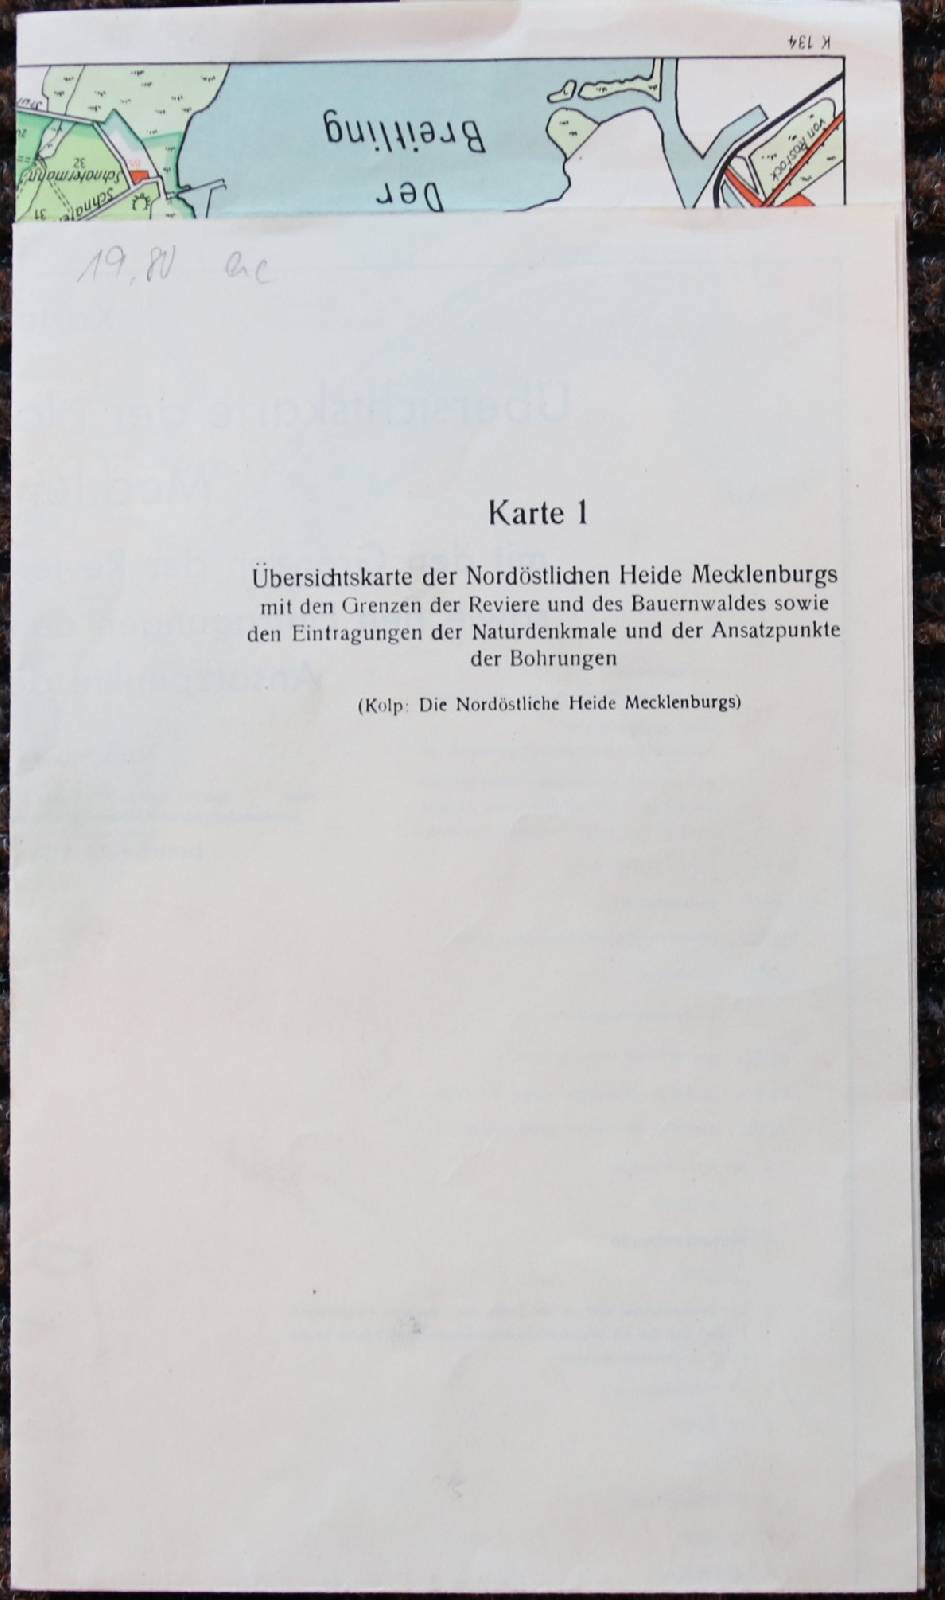 K 134
Der
Breitling
von Rostock
Schnatermann
32
31
19,80
Karte 1
Übersichtskarte der Nordöstlichen Heide Mecklenburgs
mit den Grenzen der Reviere und des Bauernwaldes sowie
den Eintragungen der Naturdenkmale und der Ansatzpunkte
der Bohrungen
(Kolp: Die Nordöstliche Heide Mecklenburgs)